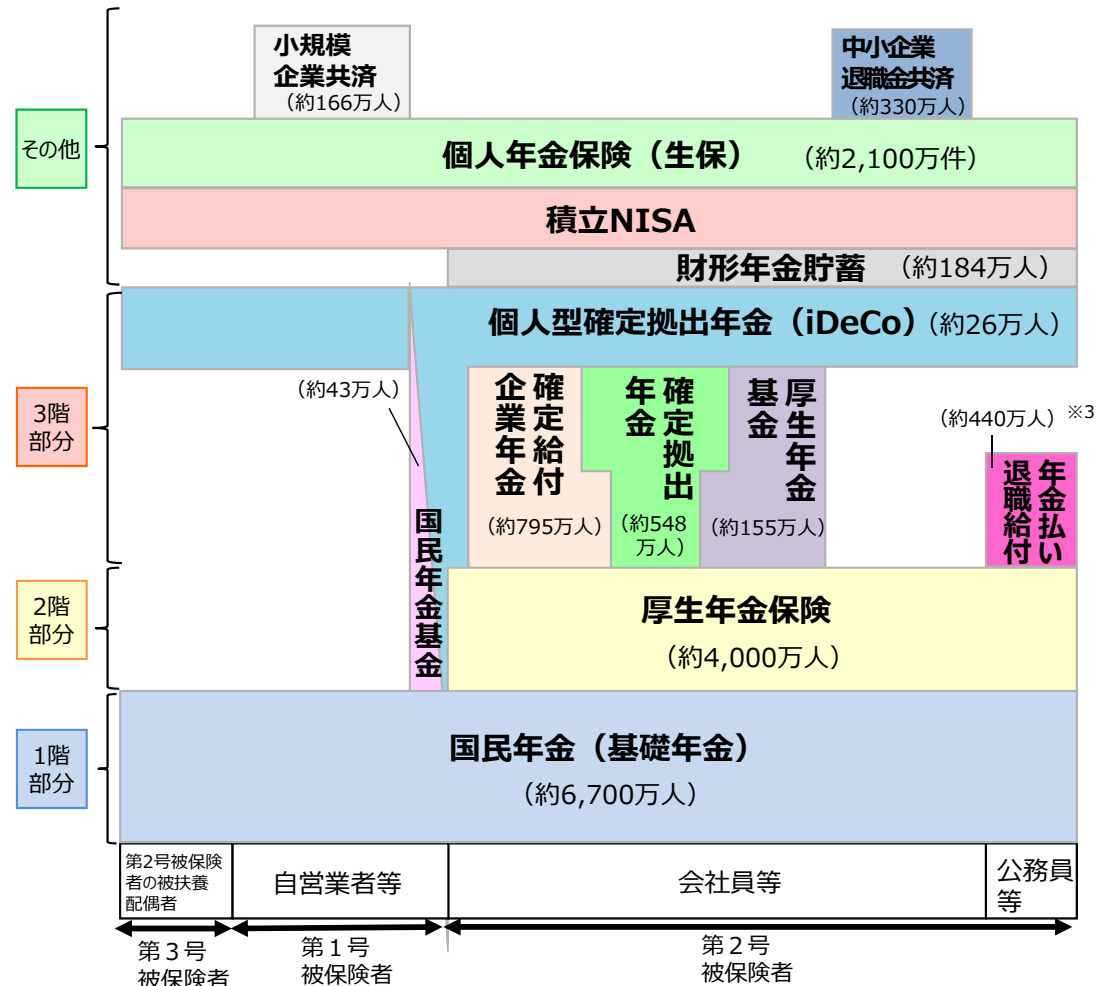 小規模
企業共済
（約166万人）
中小企業
退職金共済
（約330万人）
その他
個人年金保険（生保） （約2,100万件）
積立NISA
財形年金貯蓄 （約184万人）
個人型確定拠出年金（iDeCo）（約26万人）
3階
部分
（約43万人）
国民年金基金
確定給付
企業年金
（約795万人）
確定拠出
年金
（約548
万人）
厚生年金
基金
（約155万人）
（約440万人）※3
年金払い
退職給付
2階
部分
厚生年金保険
（約4,000万人）
1階
部分
国民年金（基礎年金）
（約6,700万人）
第2号被保険
者の被扶養
配偶者
自営業者等
会社員等
公務員
等
第３号
被保険者
第１号
被保険者
第２号
被保険者